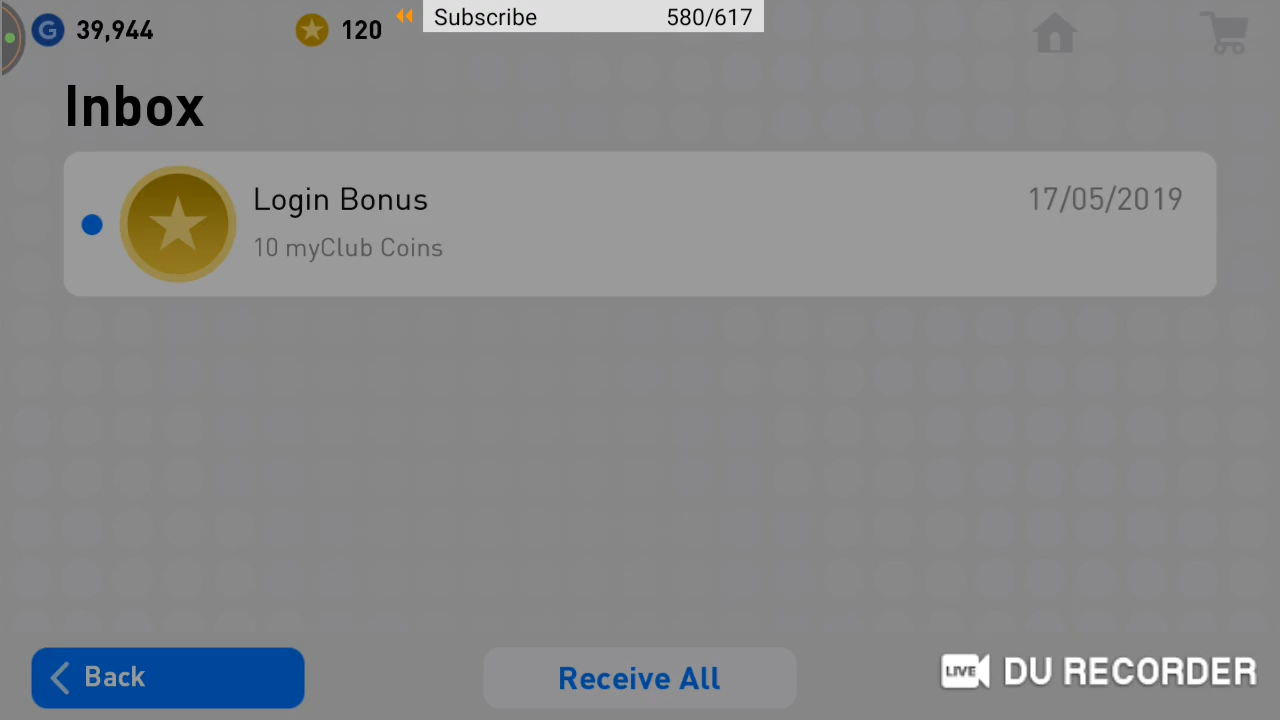 G 39,944 120 Subscribe 580/617
Inbox
Login Bonus 17/05/2019
10 myClub Coins
Back Receive All LIVE DU RECORDER